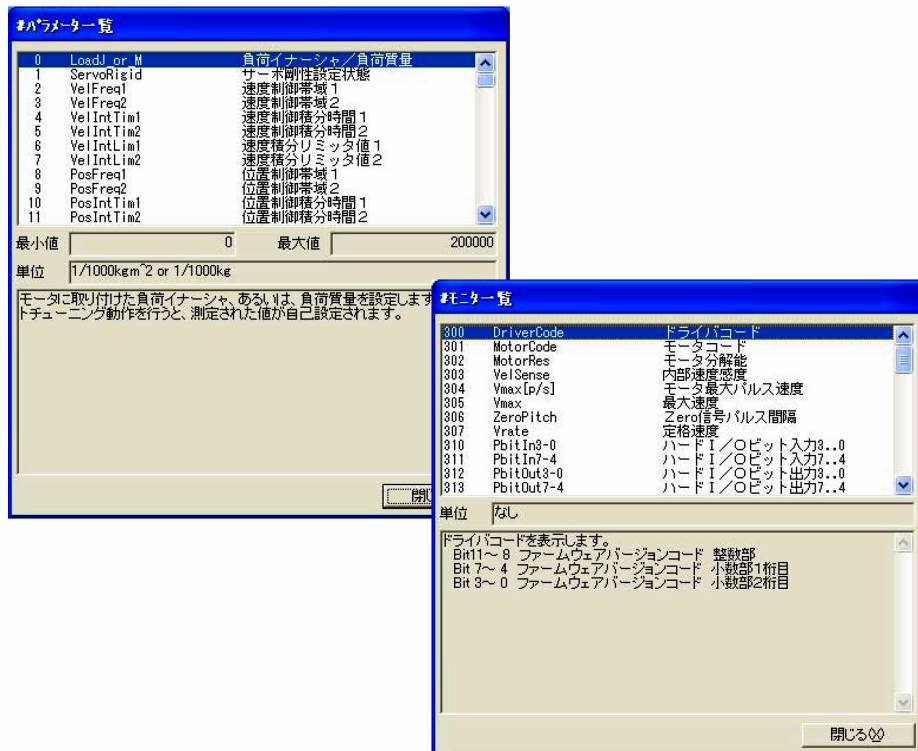 #ﾊﾟﾗﾒｰﾀ一覧
0 LoadJ_or_M 負荷イナーシャ／負荷質量
1 ServoRigid サーボ剛性設定状態
2 VelFreq1 速度制御帯域１
3 VelFreq2 速度制御帯域２
4 VelIntTim1 速度制御積分時間１
5 VelIntTim2 速度制御積分時間２
6 VelIntLim1 速度積分リミッタ値１
7 VelIntLim2 速度積分リミッタ値２
8 PosFreq1 位置制御帯域１
9 PosFreq2 位置制御帯域２
10 PosIntTim1 位置制御積分時間１
11 PosIntTim2 位置制御積分時間２
最小値 0 最大値 200000
単位 1/1000kgm^2 or 1/1000kg
モータに取り付けた負荷イナーシャ、あるいは、負荷質量を設定します
トチューニング動作を行うと、測定された値が自己設定されます。
閉じ
#ﾓﾆﾀ一覧
300 DriverCode ドライバコード
301 MotorCode モータコード
302 MotorRes モータ分解能
303 VelSense 内部速度感度
304 Vmax[p/s] モータ最大パルス速度
305 Vmax 最大速度
306 ZeroPitch Ｚero信号パルス間隔
307 Vrate 定格速度
310 PbitIn3-0 ハードＩ／Ｏビット入力3..0
311 PbitIn7-4 ハードＩ／Ｏビット入力7..4
312 PbitOut3-0 ハードＩ／Ｏビット出力3..0
313 PbitOut7-4 ハードＩ／Ｏビット出力7..4
単位 なし
ドライバコードを表示します。
Bit11～ 8 ファームウェアバージョンコード 整数部
Bit 7～ 4 ファームウェアバージョンコード 小数部1桁目
Bit 3～ 0 ファームウェアバージョンコード 小数部2桁目
閉じる(X)